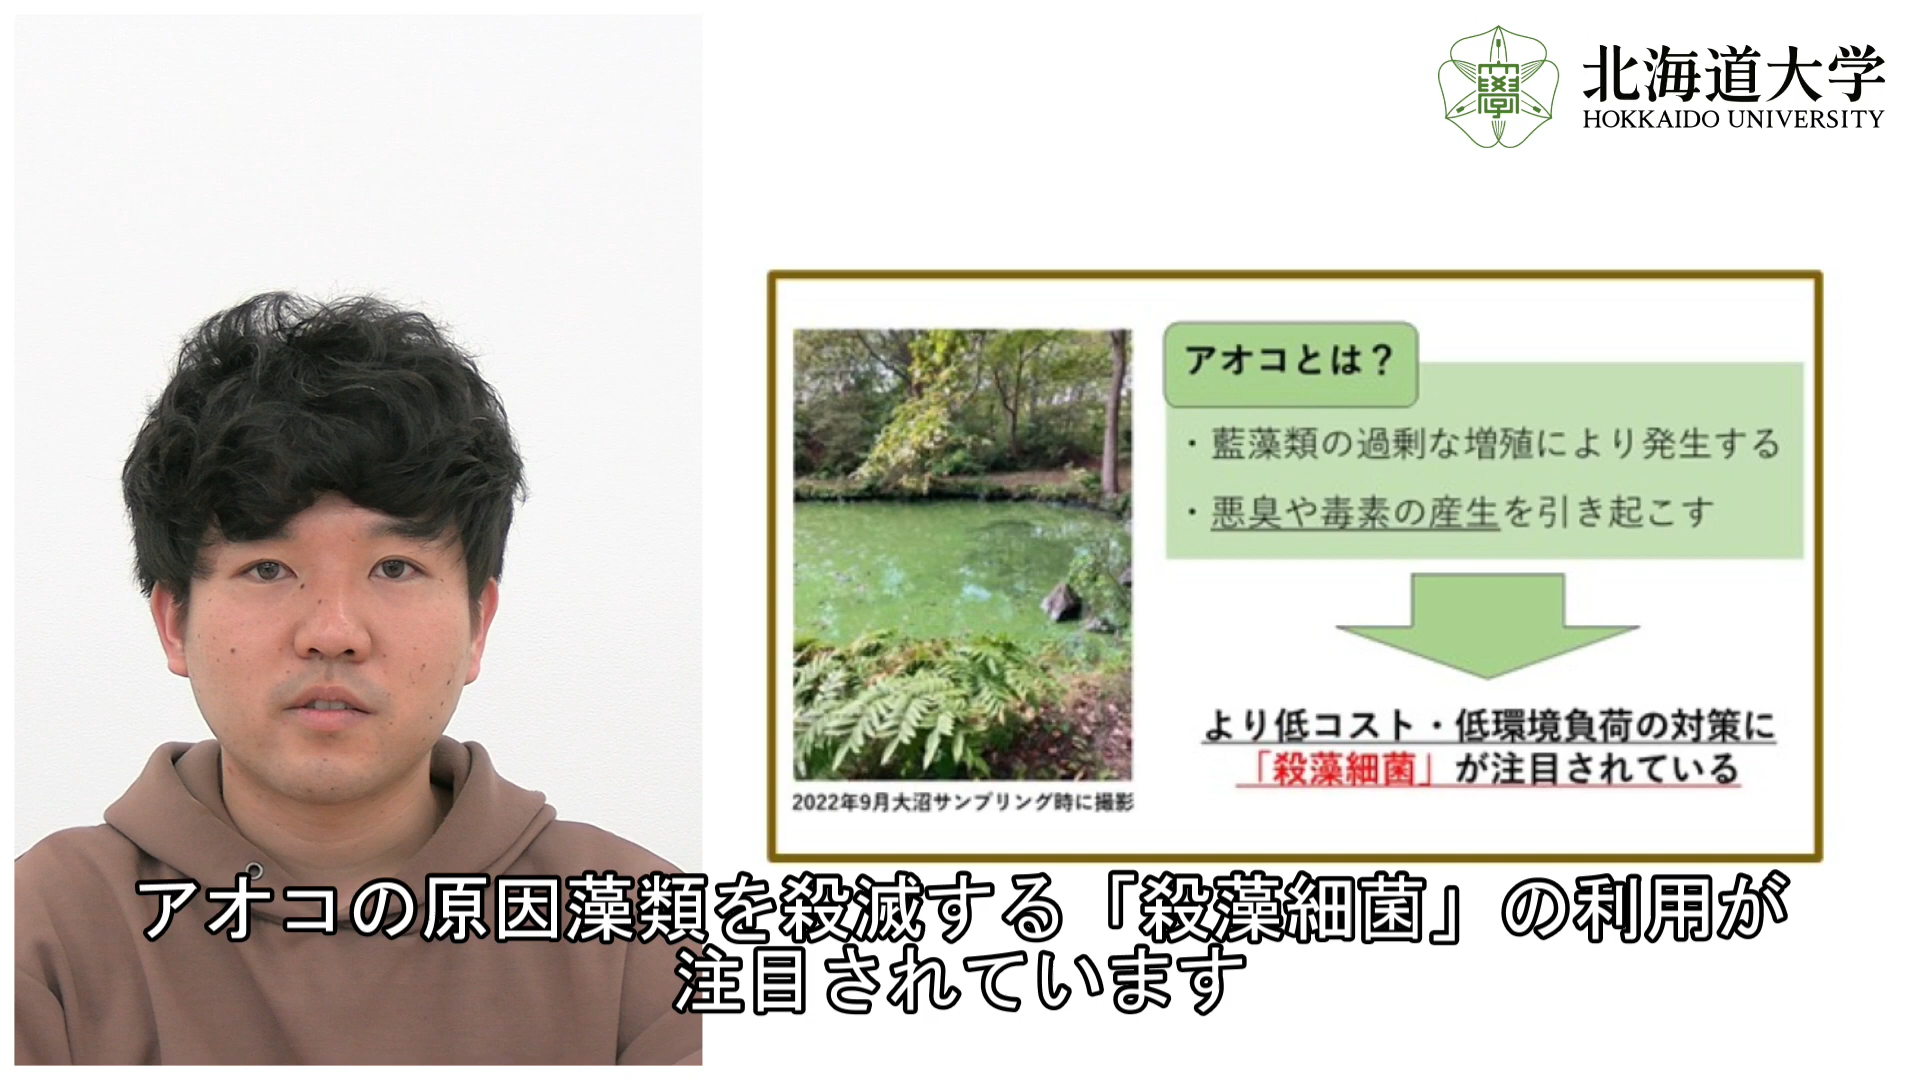 北海道大学
HOKKAIDO UNIVERSITY
アオコとは？
・藍藻類の過剰な増殖により発生する
・悪臭や毒素の産生を引き起こす
より低コスト・低環境負荷の対策に
「殺藻細菌」が注目されている
2022年9月大沼サンプリング時に撮影
アオコの原因藻類を殺滅する「殺藻細菌」の利用が
注目されています